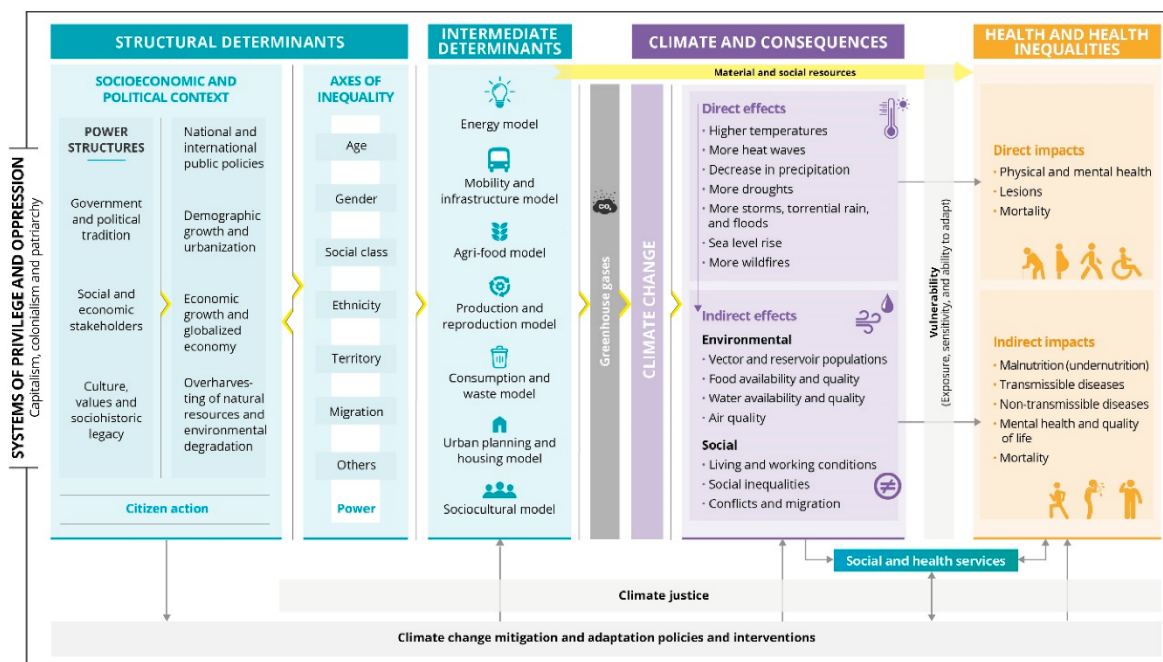 STRUCTURAL DETERMINANTS
INTERMEDIATE
DETERMINANTS
CLIMATE AND CONSEQUENCES
HEALTH AND HEALTH
INEQUALITIES
SYSTEMS OF PRIVILEGE AND OPPRESSION
Capitalism, colonialism and patriarchy
SOCIOECONOMIC AND
POLITICAL CONTEXT
POWER
STRUCTURES
Government
and political
tradition
Social and
economic
stakeholders
Culture,
values and
sociohistoric
legacy
National and
international
public policies
Demographic
growth and
urbanization
Economic
growth and
globalized
economy
Overharves-
ting of natural
resources and
environmental
degradation
Citizen action
AXES OF
INEQUALITY
Age
Gender
Social class
Ethnicity
Territory
Migration
Others
Power
Energy model
Mobility and
infrastructure model
Agri-food model
Production and
reproduction model
Consumption and
waste model
Urban planning and
housing model
Sociocultural model
CO₂
Greenhouse gases
CLIMATE CHANGE
Material and social resources
Direct effects
· Higher temperatures
· More heat waves
· Decrease in precipitation
· More droughts
· More storms, torrential rain,
and floods
· Sea level rise
· More wildfires
Indirect effects
Environmental
· Vector and reservoir populations
· Food availability and quality
· Water availability and quality
· Air quality
Social
· Living and working conditions
· Social inequalities
· Conflicts and migration
Vulnerability
(Exposure, sensitivity, and ability to adapt)
Direct impacts
· Physical and mental health
· Lesions
· Mortality
Indirect impacts
· Malnutrition (undernutrition)
· Transmissible diseases
· Non-transmissible diseases
· Mental health and quality
of life
· Mortality
Social and health services
Climate justice
Climate change mitigation and adaptation policies and interventions